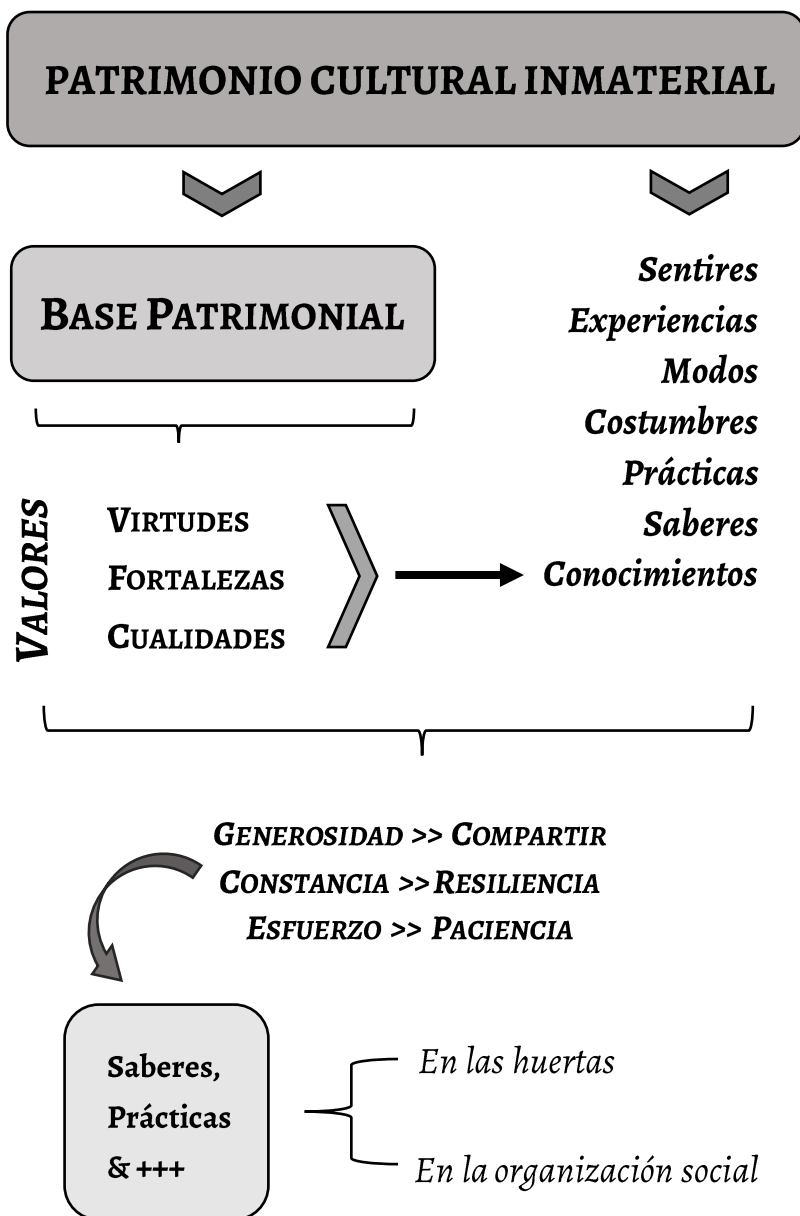 PATRIMONIO CULTURAL INMATERIAL
BASE PATRIMONIAL
Sentires
Experiencias
Modos
Costumbres
Prácticas
Saberes
Conocimientos
VALORES
VIRTUDES
FORTALEZAS
CUALIDADES
GENEROSIDAD >> COMPARTIR
CONSTANCIA >> RESILIENCIA
ESFUERZO >> PACIENCIA
Saberes,
Prácticas
& +++
En las huertas
En la organización social